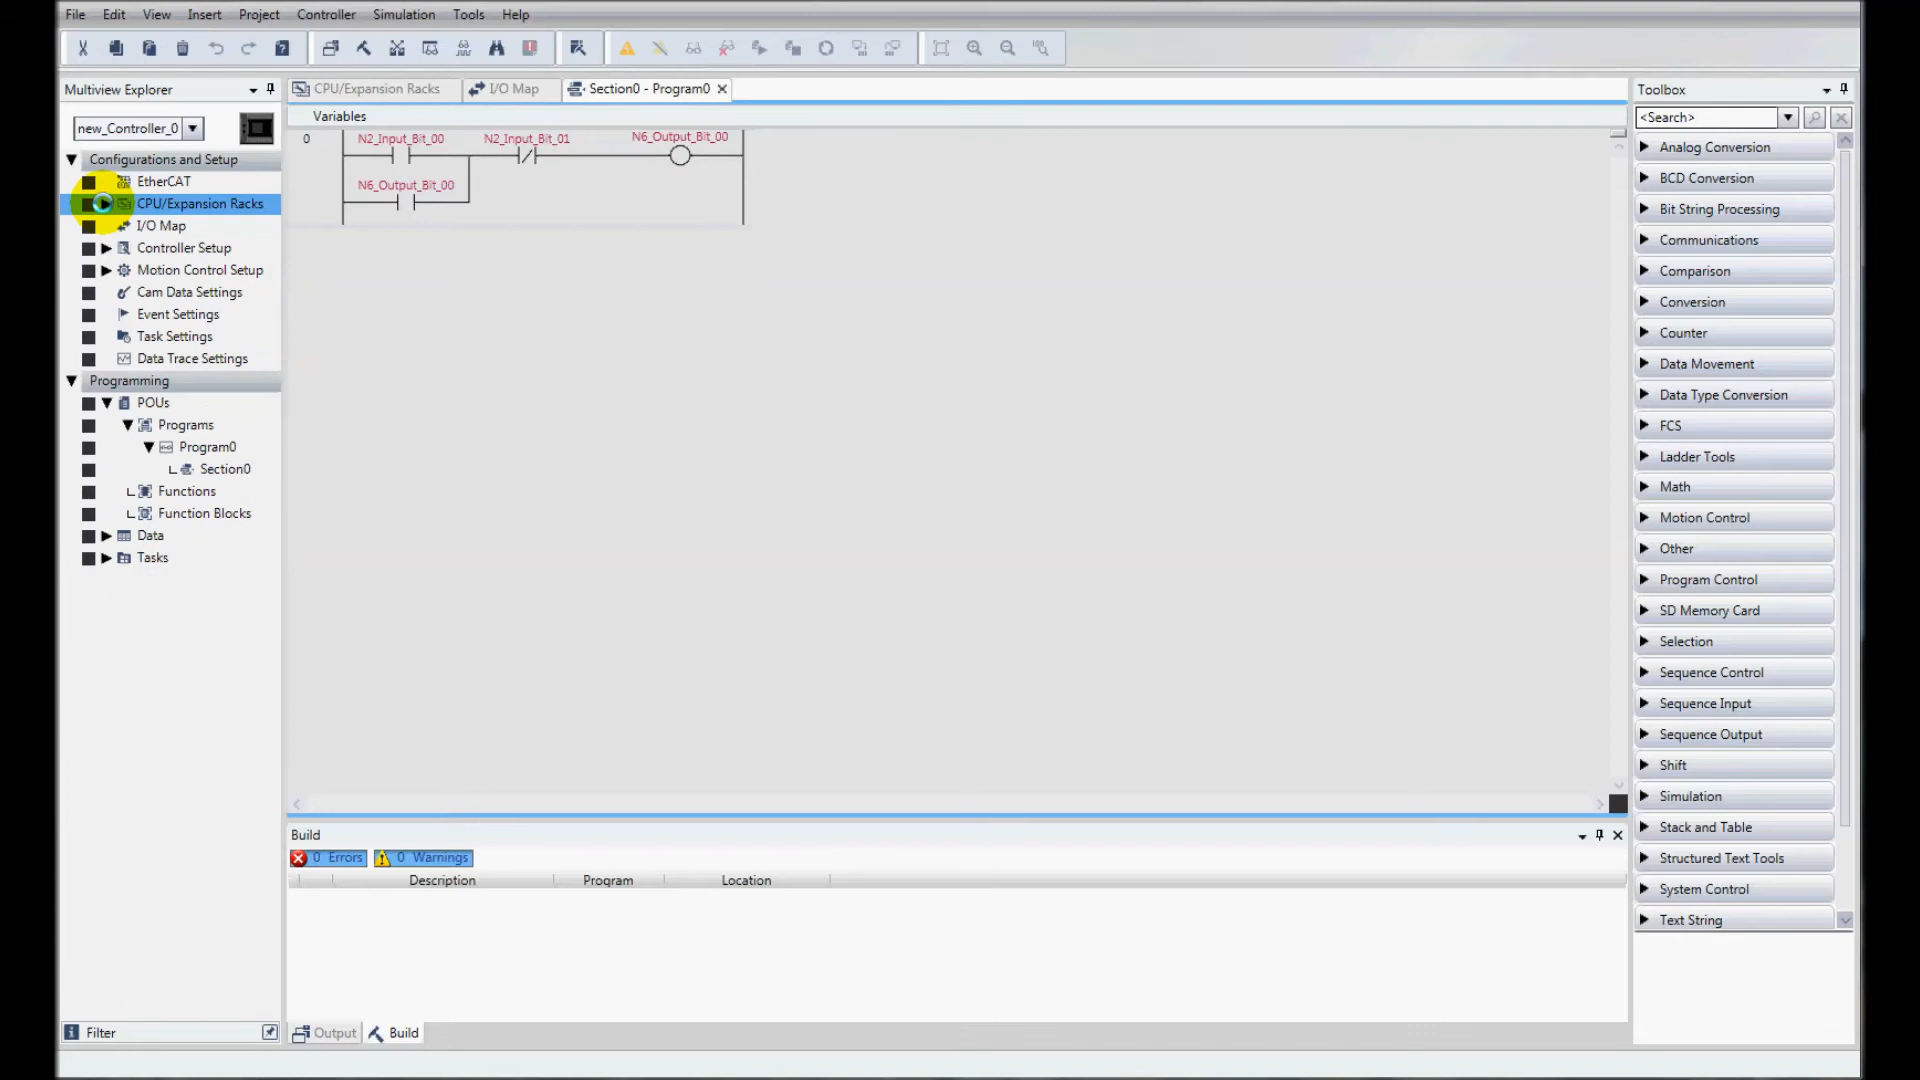 File Edit View Insert Project Controller Simulation Tools Help
Multiview Explorer
new_Controller_0
Configurations and Setup
EtherCAT
CPU/Expansion Racks
I/O Map
Controller Setup
Motion Control Setup
Cam Data Settings
Event Settings
Task Settings
Data Trace Settings
Programming
POUs
Programs
Program0
Section0
Functions
Function Blocks
Data
Tasks
Filter
CPU/Expansion Racks I/O Map Section0 - Program0
Variables
0
N2_Input_Bit_00 N2_Input_Bit_01 N6_Output_Bit_00
N6_Output_Bit_00
Build
0 Errors 0 Warnings
Description Program Location
Output Build
Toolbox
<Search>
Analog Conversion
BCD Conversion
Bit String Processing
Communications
Comparison
Conversion
Counter
Data Movement
Data Type Conversion
FCS
Ladder Tools
Math
Motion Control
Other
Program Control
SD Memory Card
Selection
Sequence Control
Sequence Input
Sequence Output
Shift
Simulation
Stack and Table
Structured Text Tools
System Control
Text String